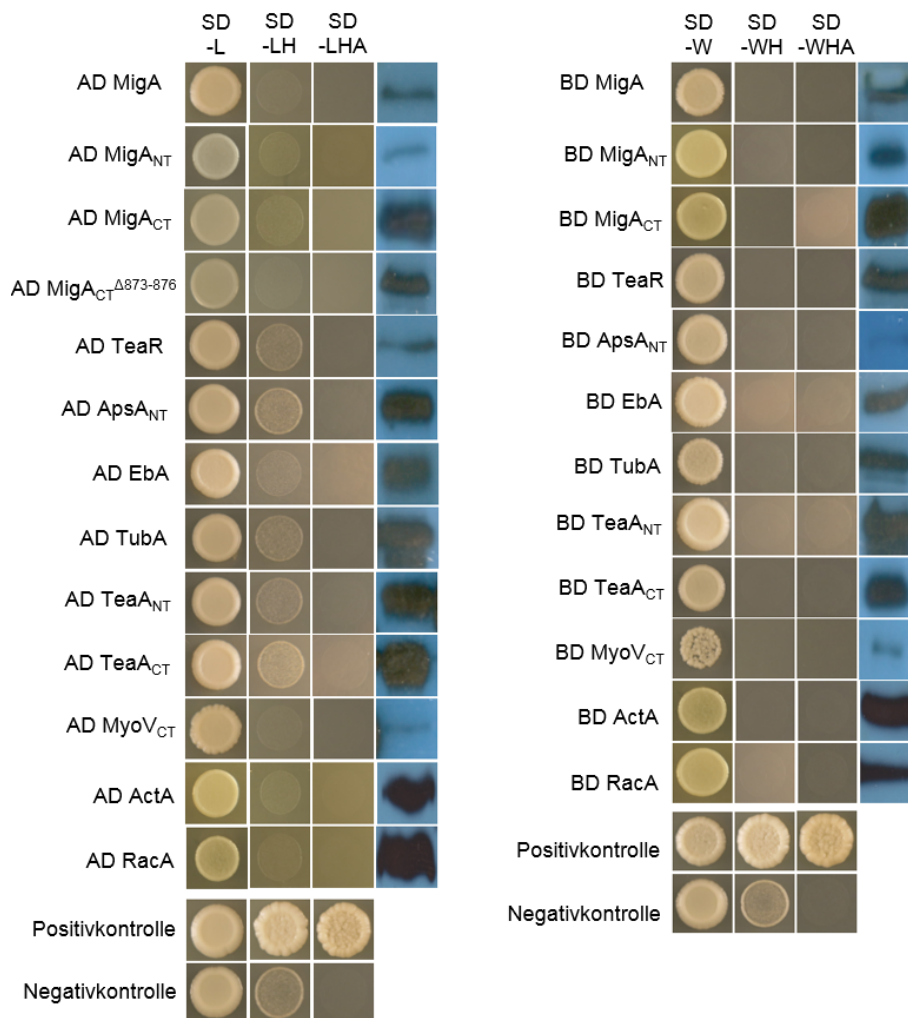 SD
-L
SD
-LH
SD
-LHA
AD MigA
AD MigA_NT
AD MigA_CT
AD MigA_CT^Δ873-876
AD TeaR
AD ApsA_NT
AD EbA
AD TubA
AD TeaA_NT
AD TeaA_CT
AD MyoV_CT
AD ActA
AD RacA
Positivkontrolle
Negativkontrolle
SD
-W
SD
-WH
SD
-WHA
BD MigA
BD MigA_NT
BD MigA_CT
BD TeaR
BD ApsA_NT
BD EbA
BD TubA
BD TeaA_NT
BD TeaA_CT
BD MyoV_CT
BD ActA
BD RacA
Positivkontrolle
Negativkontrolle